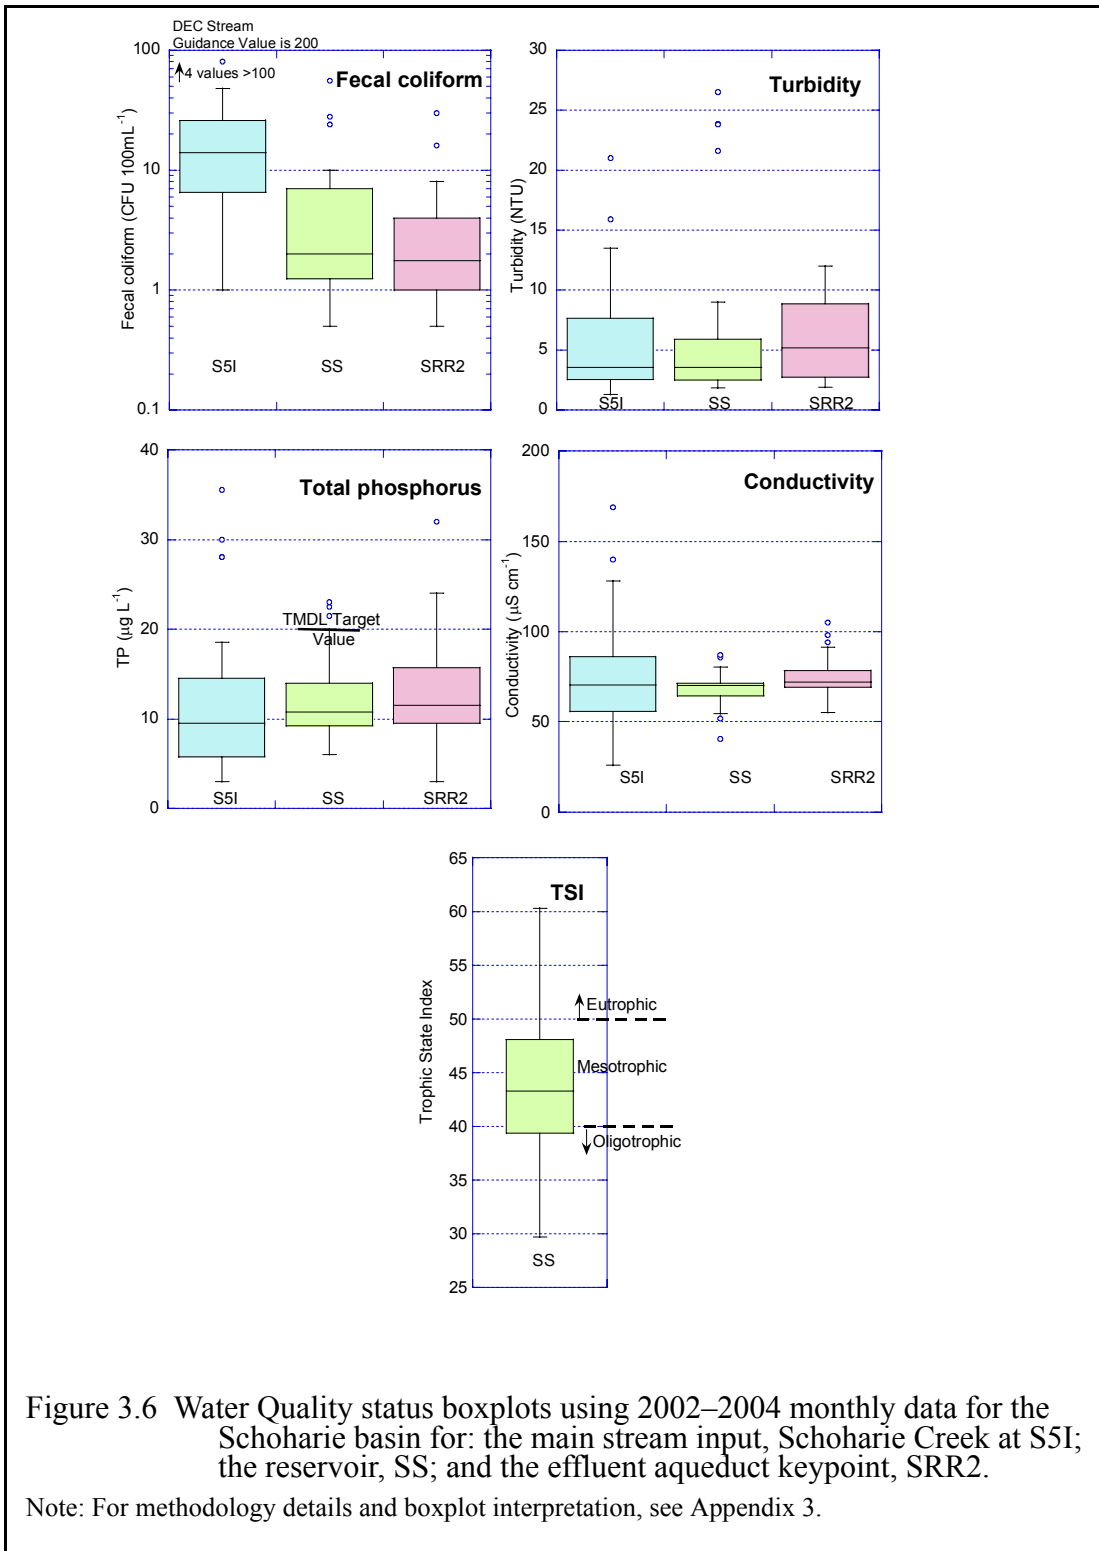 DEC Stream
Guidance Value is 200
4 values >100
Fecal coliform
Fecal coliform (CFU 100mL⁻¹)
100
10
1
0.1
S5I SS SRR2
Turbidity
Turbidity (NTU)
30
25
20
15
10
5
0
S5I SS SRR2
Total phosphorus
TP (µg L⁻¹)
40
30
20
10
0
TMDL Target
Value
S5I SS SRR2
Conductivity
Conductivity (µS cm⁻¹)
200
150
100
50
0
S5I SS SRR2
TSI
Trophic State Index
65
60
55
50
45
40
35
30
25
Eutrophic
Mesotrophic
Oligotrophic
SS
Figure 3.6 Water Quality status boxplots using 2002–2004 monthly data for the
Schoharie basin for: the main stream input, Schoharie Creek at S5I;
the reservoir, SS; and the effluent aqueduct keypoint, SRR2.
Note: For methodology details and boxplot interpretation, see Appendix 3.